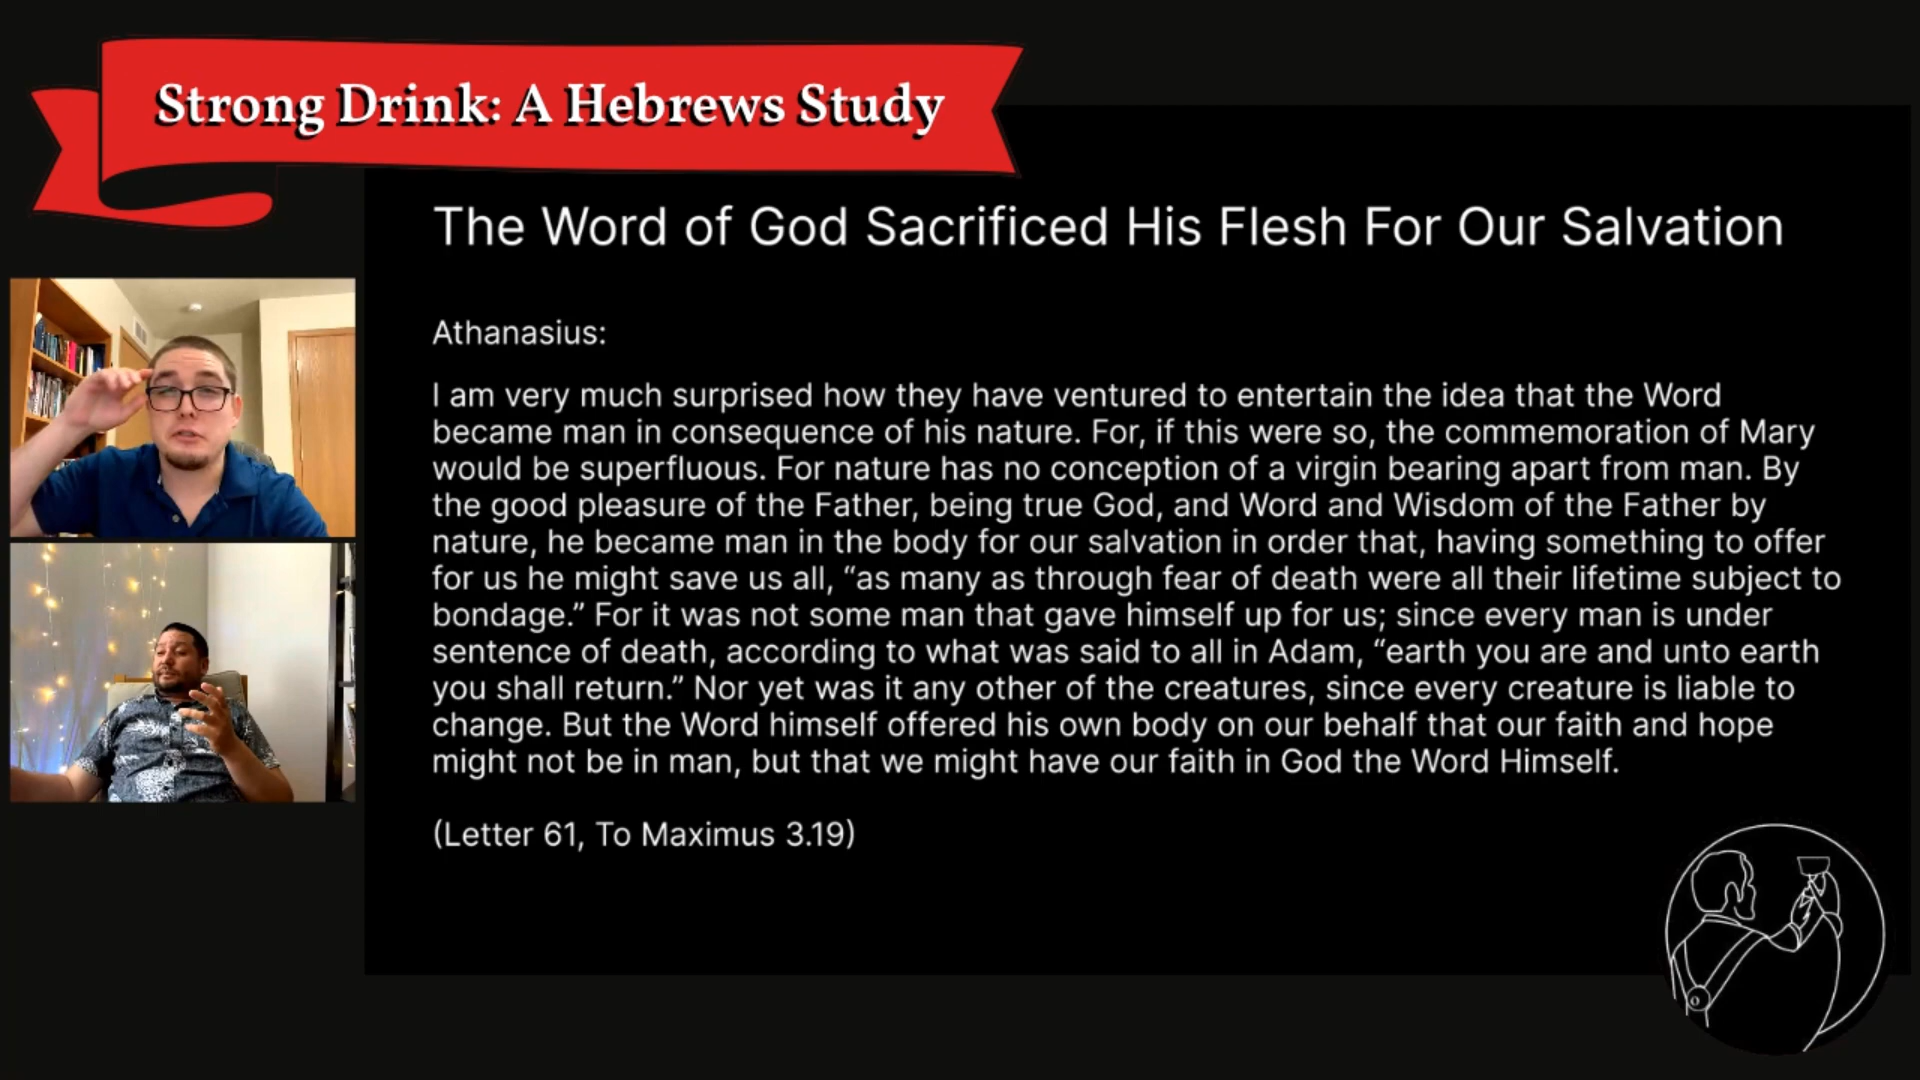 Strong Drink: A Hebrews Study
The Word of God Sacrificed His Flesh For Our Salvation
Athanasius:
I am very much surprised how they have ventured to entertain the idea that the Word
became man in consequence of his nature. For, if this were so, the commemoration of Mary
would be superfluous. For nature has no conception of a virgin bearing apart from man. By
the good pleasure of the Father, being true God, and Word and Wisdom of the Father by
nature, he became man in the body for our salvation in order that, having something to offer
for us he might save us all, “as many as through fear of death were all their lifetime subject to
bondage.” For it was not some man that gave himself up for us; since every man is under
sentence of death, according to what was said to all in Adam, “earth you are and unto earth
you shall return.” Nor yet was it any other of the creatures, since every creature is liable to
change. But the Word himself offered his own body on our behalf that our faith and hope
might not be in man, but that we might have our faith in God the Word Himself.
(Letter 61, To Maximus 3.19)